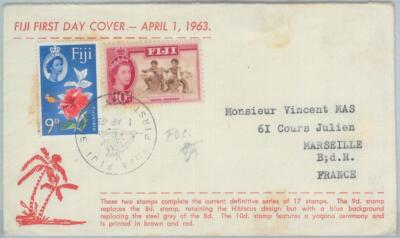 FIJI FIRST DAY COVER.— APRIL 1, 1963.
Fiji
9D
FIJI
10D
Monsieur Vincent MAS
6I Cours Julien
MARSEILLE
B;d.R.
FRANCE
These two stamps complete the current definitive series of 17 stamps. The 9d. stamp
replaces the 8d. stamp, retaining the Hibiscus design but with a blue background
replacing the steel grey of the 8d. The 10d. stamp features a yaqona ceremony and
is printed in brown and red.